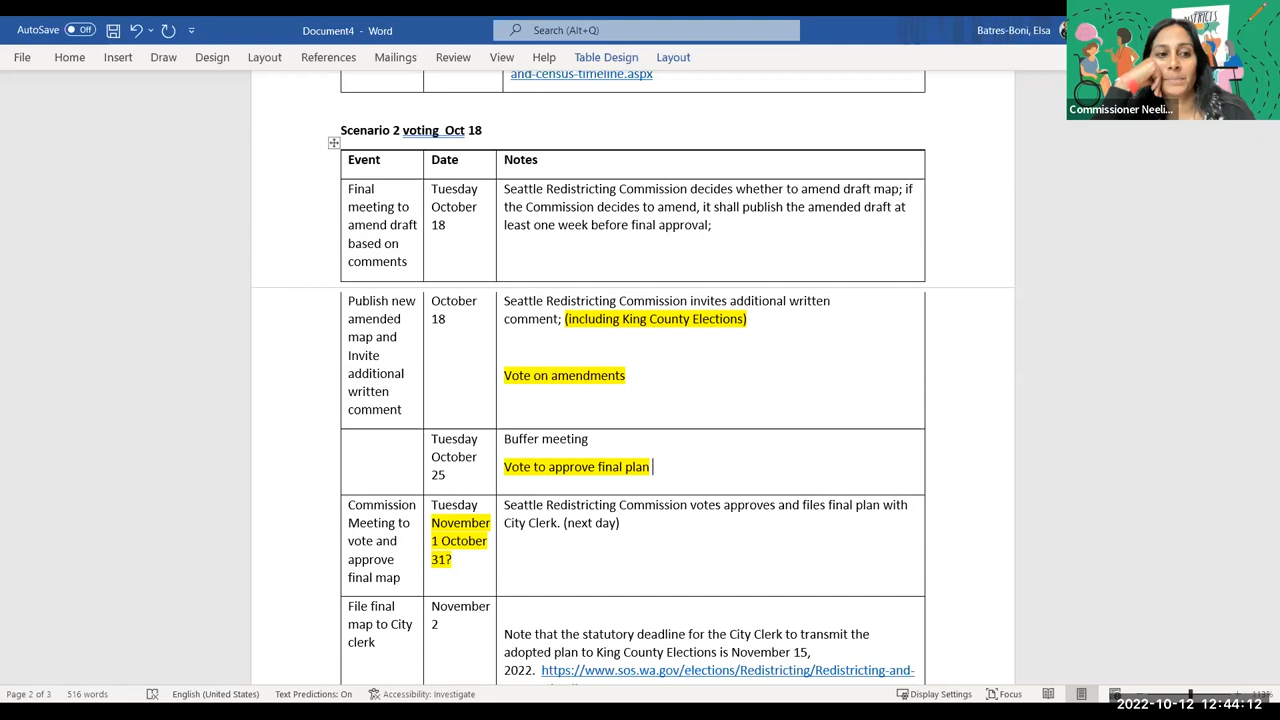 AutoSave Off Document4 - Word Search (Alt+Q) Batres-Boni, Elsa
File Home Insert Draw Design Layout References Mailings Review View Help Table Design Layout
DISTRICTS
Commissioner Neeli...
and-census-timeline.aspx
Scenario 2 voting Oct 18
Event Date Notes
Final Tuesday Seattle Redistricting Commission decides whether to amend draft map; if
meeting to October the Commission decides to amend, it shall publish the amended draft at
amend draft 18 least one week before final approval;
based on
comments
Publish new October Seattle Redistricting Commission invites additional written
amended 18 comment; (including King County Elections)
map and
Invite
additional Vote on amendments
written
comment
Tuesday Buffer meeting
October Vote to approve final plan
25
Commission Tuesday Seattle Redistricting Commission votes approves and files final plan with
Meeting to November City Clerk. (next day)
vote and 1 October
approve 31?
final map
File final November
map to City 2 Note that the statutory deadline for the City Clerk to transmit the
clerk adopted plan to King County Elections is November 15,
2022. https://www.sos.wa.gov/elections/Redistricting/Redistricting-and-
Page 2 of 3 516 words English (United States) Text Predictions: On Accessibility: Investigate Display Settings Focus
2022-10-12 12:44:12